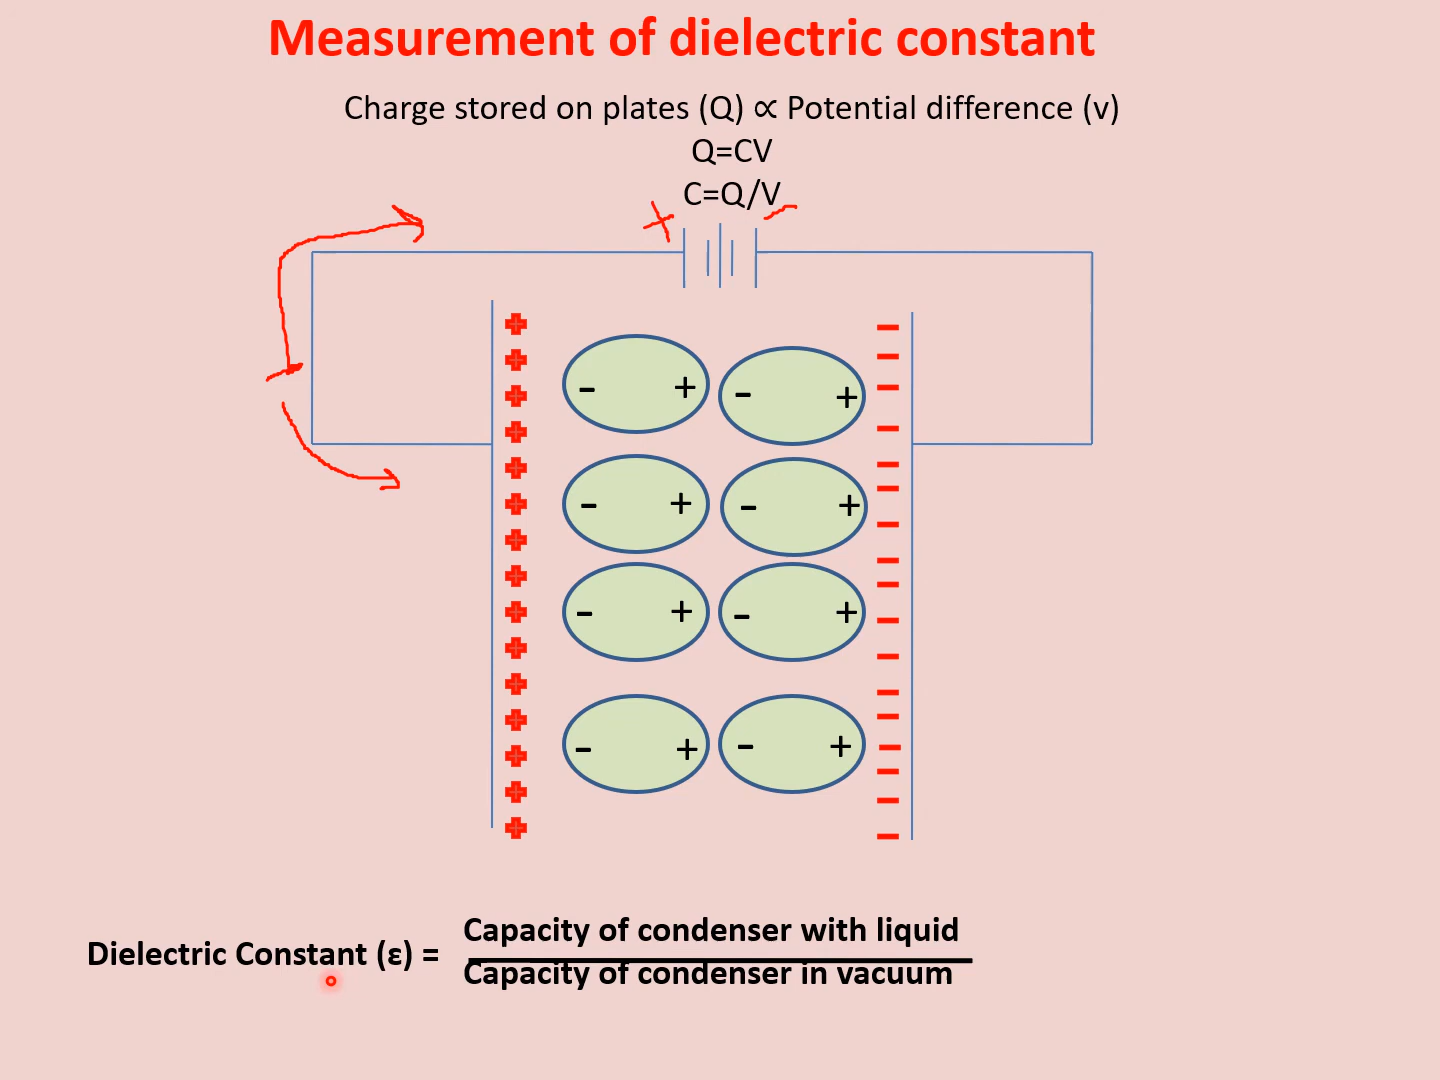 Measurement of dielectric constant
Charge stored on plates (Q) ∝ Potential difference (v)
Q=CV
C=Q/V
+ -
- + - +
- + - +
- + - +
- + - +
Capacity of condenser with liquid
Dielectric Constant (ε) =
Capacity of condenser in vacuum